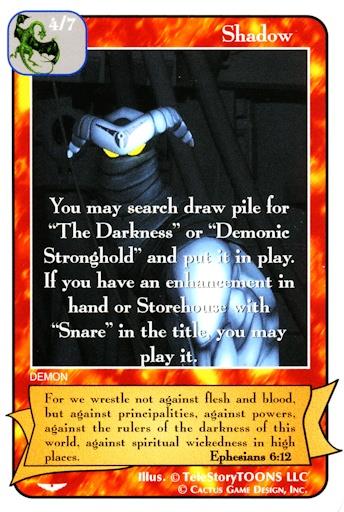 4/7
Shadow
You may search draw pile for
"The Darkness" or "Demonic
Stronghold" and put it in play.
If you have an enhancement in
hand or Storehouse with
"Snare" in the title, you may
play it.
DEMON
For we wrestle not against flesh and blood,
but against principalities, against powers,
against the rulers of the darkness of this
world, against spiritual wickedness in high
places. Ephesians 6:12
Illus. © TeleStoryTOONS LLC
© Cactus Game Design, Inc.